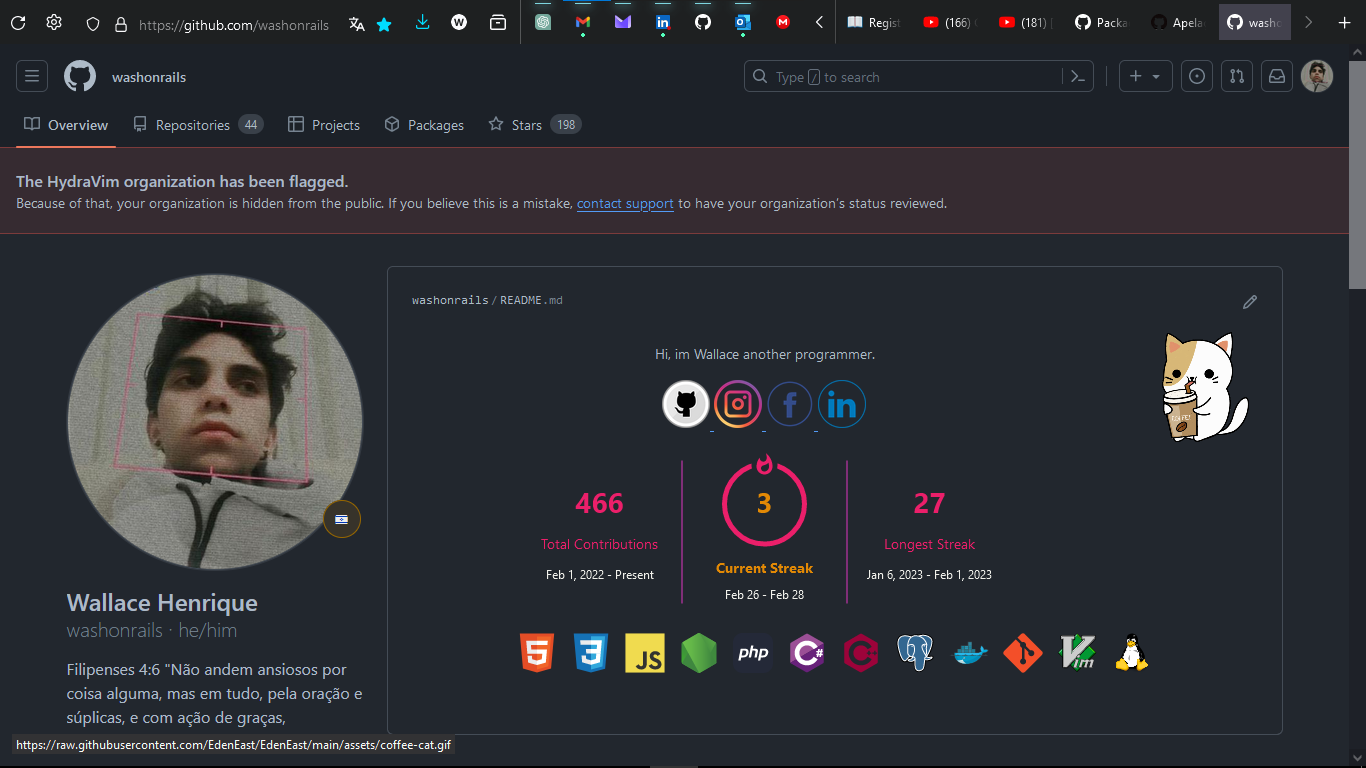 https://github.com/washonrails
W
(166)
(181)
Packa
Apela
washo
washonrails
Type / to search
Overview
Repositories 44
Projects
Packages
Stars 198
The HydraVim organization has been flagged.
Because of that, your organization is hidden from the public. If you believe this is a mistake, contact support to have your organization's status reviewed.
washonrails/README.md
Hi, im Wallace another programmer.
COFFEE
466
Total Contributions
Feb 1, 2022 - Present
3
Current Streak
Feb 26 - Feb 28
27
Longest Streak
Jan 6, 2023 - Feb 1, 2023
JS
php
C#
C
Vim
Wallace Henrique
washonrails · he/him
Filipenses 4:6 "Não andem ansiosos por
coisa alguma, mas em tudo, pela oração e
súplicas, e com ação de graças,
https://raw.githubusercontent.com/EdenEast/EdenEast/main/assets/coffee-cat.gif